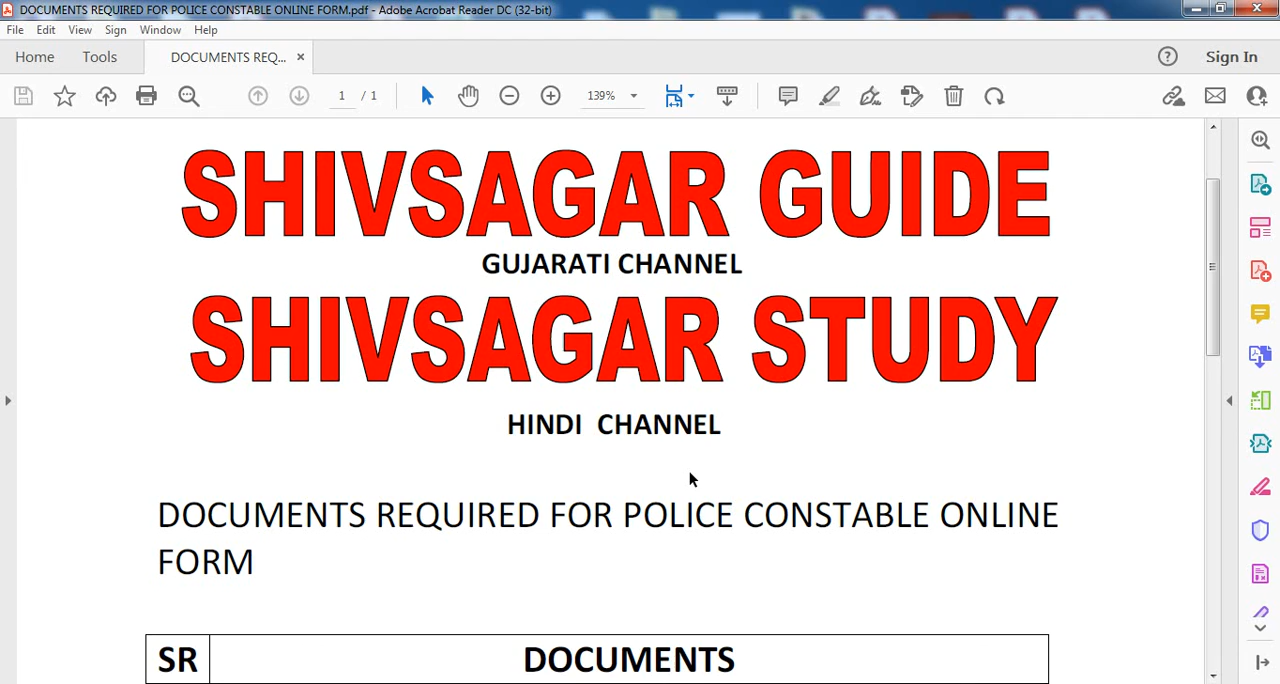 DOCUMENTS REQUIRED FOR POLICE CONSTABLE ONLINE FORM.pdf - Adobe Acrobat Reader DC (32-bit)
File Edit View Sign Window Help
Home Tools DOCUMENTS REQ... × Sign In
1 / 1 139%
SHIVSAGAR GUIDE
GUJARATI CHANNEL
SHIVSAGAR STUDY
HINDI CHANNEL
DOCUMENTS REQUIRED FOR POLICE CONSTABLE ONLINE
FORM
SR DOCUMENTS